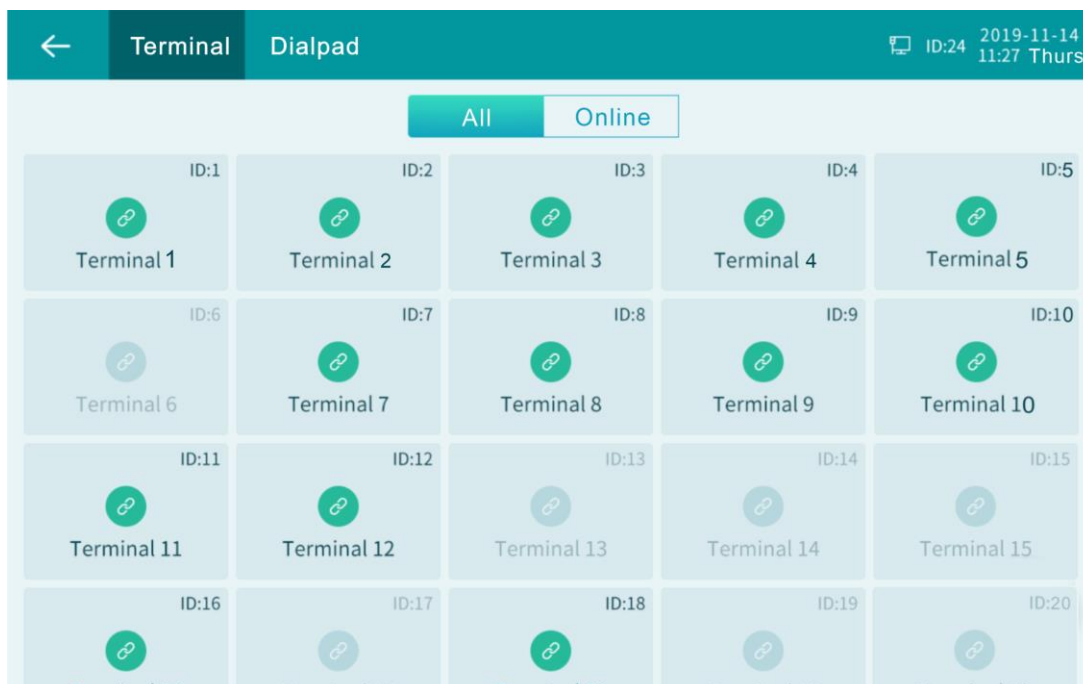 Terminal Dialpad ID:24 2019-11-14
11:27 Thurs
All Online
ID:1 ID:2 ID:3 ID:4 ID:5
Terminal 1 Terminal 2 Terminal 3 Terminal 4 Terminal 5
ID:6 ID:7 ID:8 ID:9 ID:10
Terminal 6 Terminal 7 Terminal 8 Terminal 9 Terminal 10
ID:11 ID:12 ID:13 ID:14 ID:15
Terminal 11 Terminal 12 Terminal 13 Terminal 14 Terminal 15
ID:16 ID:17 ID:18 ID:19 ID:20